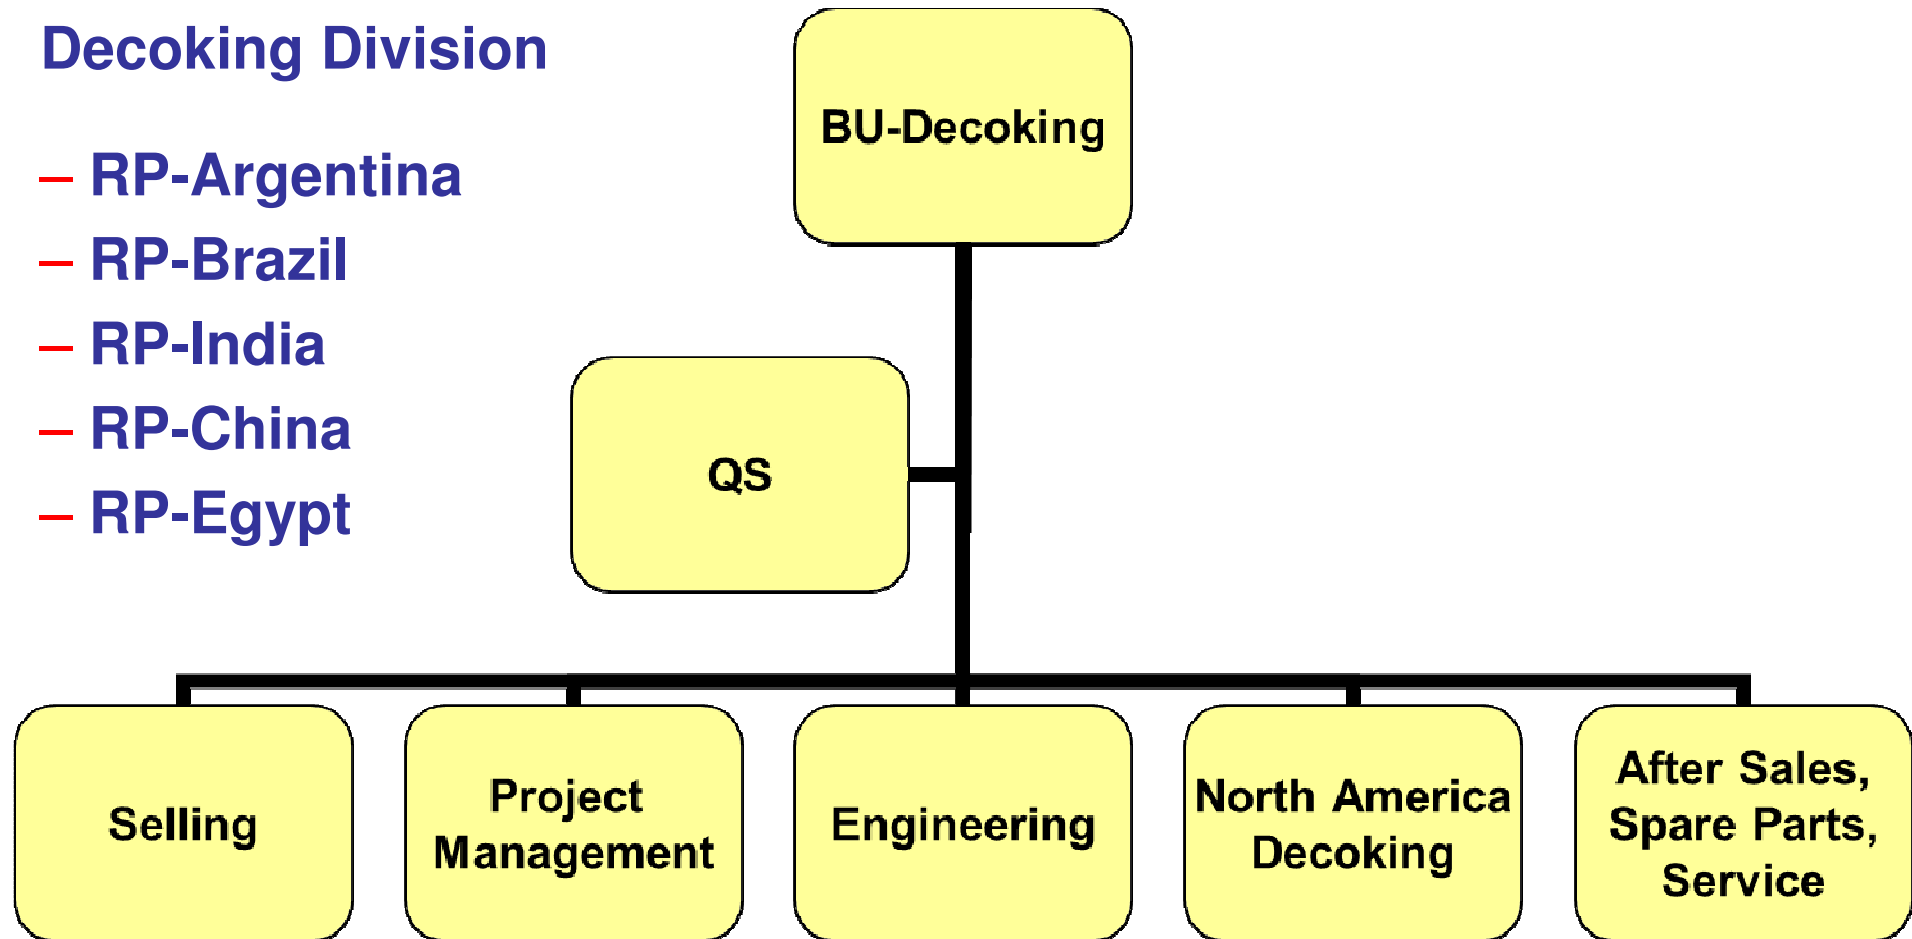 Decoking Division
– RP-Argentina
– RP-Brazil
– RP-India
– RP-China
– RP-Egypt
BU-Decoking
QS
Selling
Project
Management
Engineering
North America
Decoking
After Sales,
Spare Parts,
Service